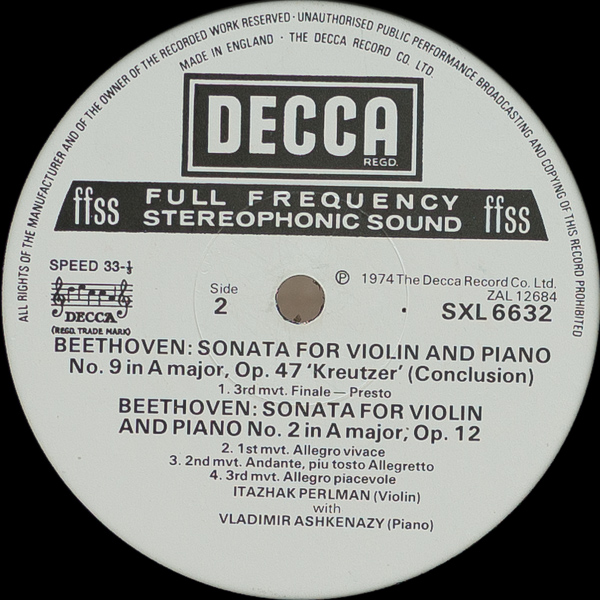 ALL RIGHTS OF THE MANUFACTURER AND OF THE OWNER OF THE RECORDED WORK RESERVED · UNAUTHORISED PUBLIC PERFORMANCE BROADCASTING AND COPYING OF THIS RECORD PROHIBITED
MADE IN ENGLAND · THE DECCA RECORD CO. LTD.
DECCA
REGD.
ffss FULL FREQUENCY STEREOPHONIC SOUND ffss
SPEED 33-⅓
DECCA
(REGD. TRADE MARK)
Side
2
Ⓟ 1974 The Decca Record Co. Ltd.
ZAL 12684
SXL 6632
BEETHOVEN: SONATA FOR VIOLIN AND PIANO
No. 9 in A major, Op. 47 'Kreutzer' (Conclusion)
1. 3rd mvt. Finale — Presto
BEETHOVEN: SONATA FOR VIOLIN
AND PIANO No. 2 in A major, Op. 12
2. 1st mvt. Allegro vivace
3. 2nd mvt. Andante, piu tosto Allegretto
4. 3rd mvt. Allegro piacevole
ITAZHAK PERLMAN (Violin)
with
VLADIMIR ASHKENAZY (Piano)